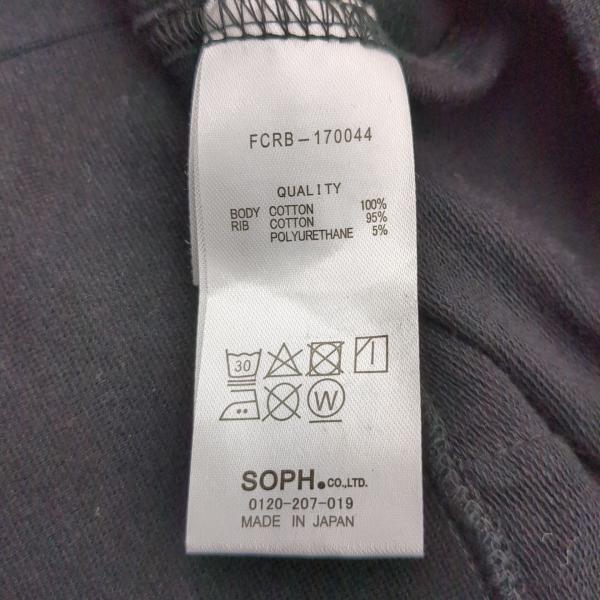 FCRB-170044
QUALITY
BODY COTTON 100%
RIB COTTON 95%
POLYURETHANE 5%
30
W
SOPH.CO.,LTD.
0120-207-019
MADE IN JAPAN